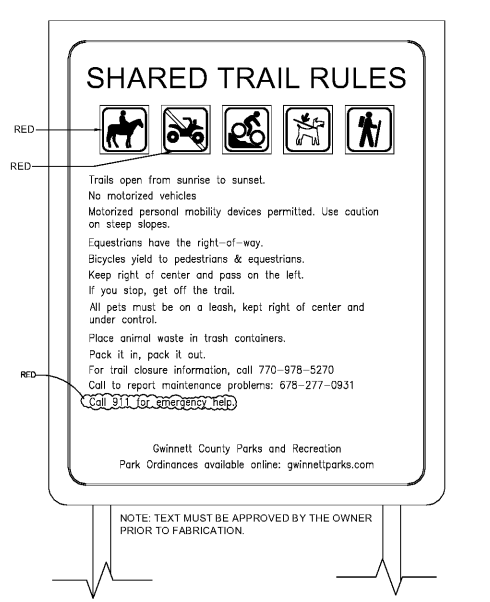 SHARED TRAIL RULES
RED
RED
Trails open from sunrise to sunset.
No motorized vehicles
Motorized personal mobility devices permitted. Use caution
on steep slopes.
Equestrians have the right-of-way.
Bicycles yield to pedestrians & equestrians.
Keep right of center and pass on the left.
If you stop, get off the trail.
All pets must be on a leash, kept right of center and
under control.
Place animal waste in trash containers.
Pack it in, pack it out.
For trail closure information, call 770-978-5270
Call to report maintenance problems: 678-277-0931
RED
Call 911 for emergency help.
Gwinnett County Parks and Recreation
Park Ordinances available online: gwinnettparks.com
NOTE: TEXT MUST BE APPROVED BY THE OWNER
PRIOR TO FABRICATION.